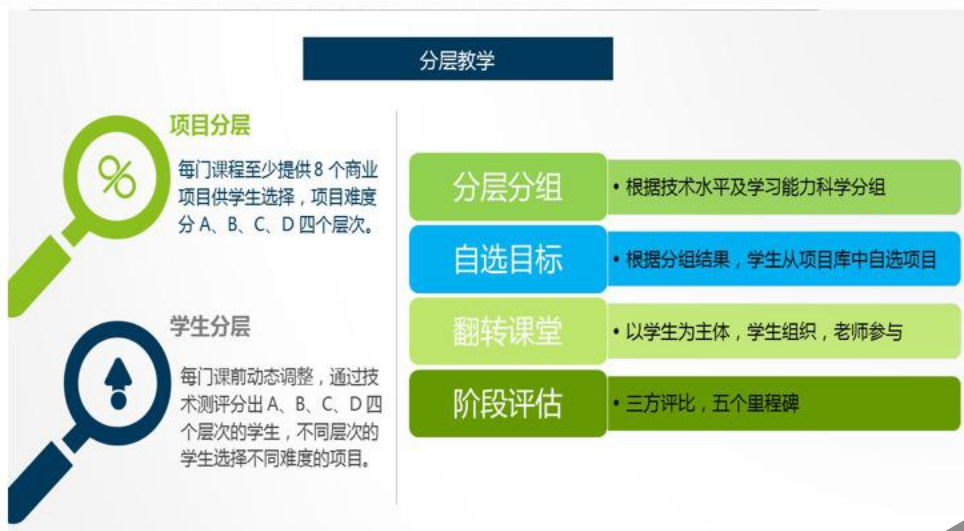 分层教学
项目分层
每门课程至少提供 8 个商业
项目供学生选择，项目难度
分 A、B、C、D 四个层次。
学生分层
每门课前动态调整，通过技
术测评分出 A、B、C、D 四
个层次的学生，不同层次的
学生选择不同难度的项目。
分层分组
• 根据技术水平及学习能力科学分组
自选目标
• 根据分组结果，学生从项目库中自选项目
翻转课堂
• 以学生为主体，学生组织，老师参与
阶段评估
• 三方评比，五个里程碑